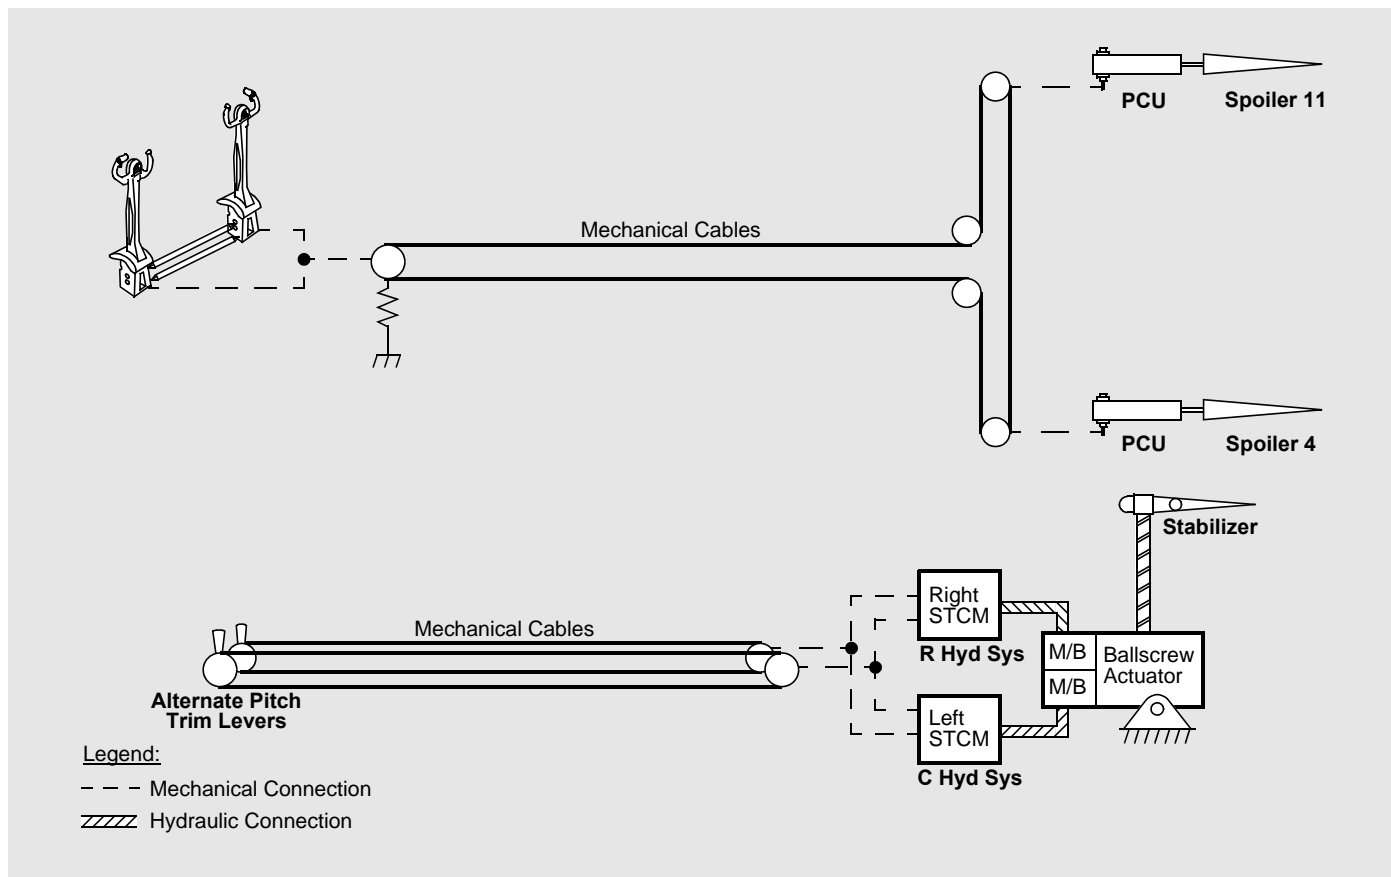 PCU
Spoiler 11
Mechanical Cables
PCU
Spoiler 4
Stabilizer
Right
STCM
R Hyd Sys
Mechanical Cables
M/B
M/B
Ballscrew
Actuator
Alternate Pitch
Trim Levers
Left
STCM
C Hyd Sys
Legend:
Mechanical Connection
Hydraulic Connection